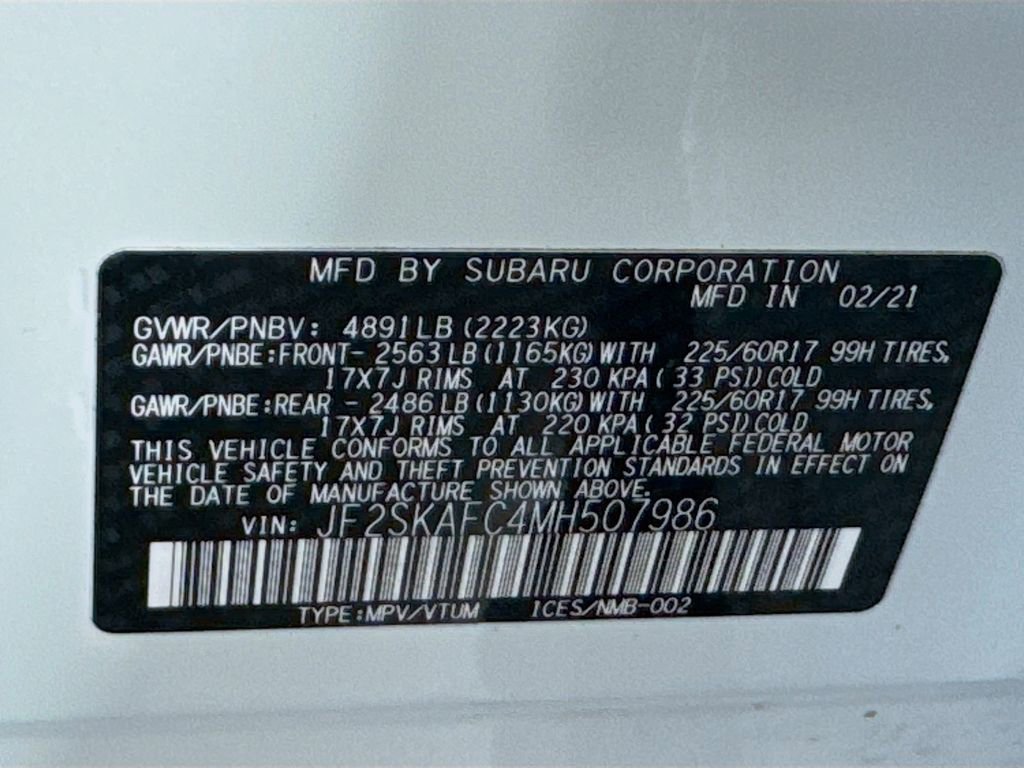 MFD BY SUBARU CORPORATION
MFD IN 02/21
GVWR/PNBV: 4891LB(2223KG)
GAWR/PNBE:FRONT- 2563LB(1165KG)WITH 225/60R17 99H TIRES,
17X7J RIMS AT 230 KPA( 33 PSI)COLD
GAWR/PNBE:REAR - 2486LB(1130KG)WITH 225/60R17 99H TIRES,
17X7J RIMS AT 220 KPA( 32 PSI)COLD
THIS VEHICLE CONFORMS TO ALL APPLICABLE FEDERAL MOTOR
VEHICLE SAFETY AND THEFT PREVENTION STANDARDS IN EFFECT ON
THE DATE OF MANUFACTURE SHOWN ABOVE.
VIN: JF2SKAFC4MH507986
TYPE:MPV/VTUM ICES/NMB-002